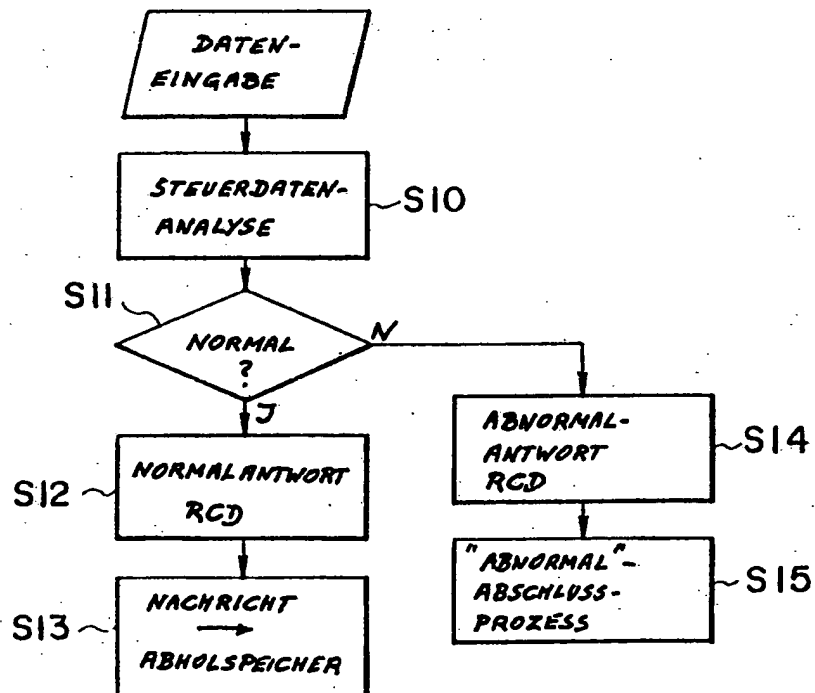 DATEN-
EINGABE
STEUERDATEN-
ANALYSE
S10
S11
NORMAL
?
N
J
NORMALANTWORT
RCD
S12
ABNORMAL-
ANTWORT
RCD
S14
NACHRICHT
→
ABHOLSPEICHER
S13
"ABNORMAL"-
ABSCHLUSS-
PROZESS
S15